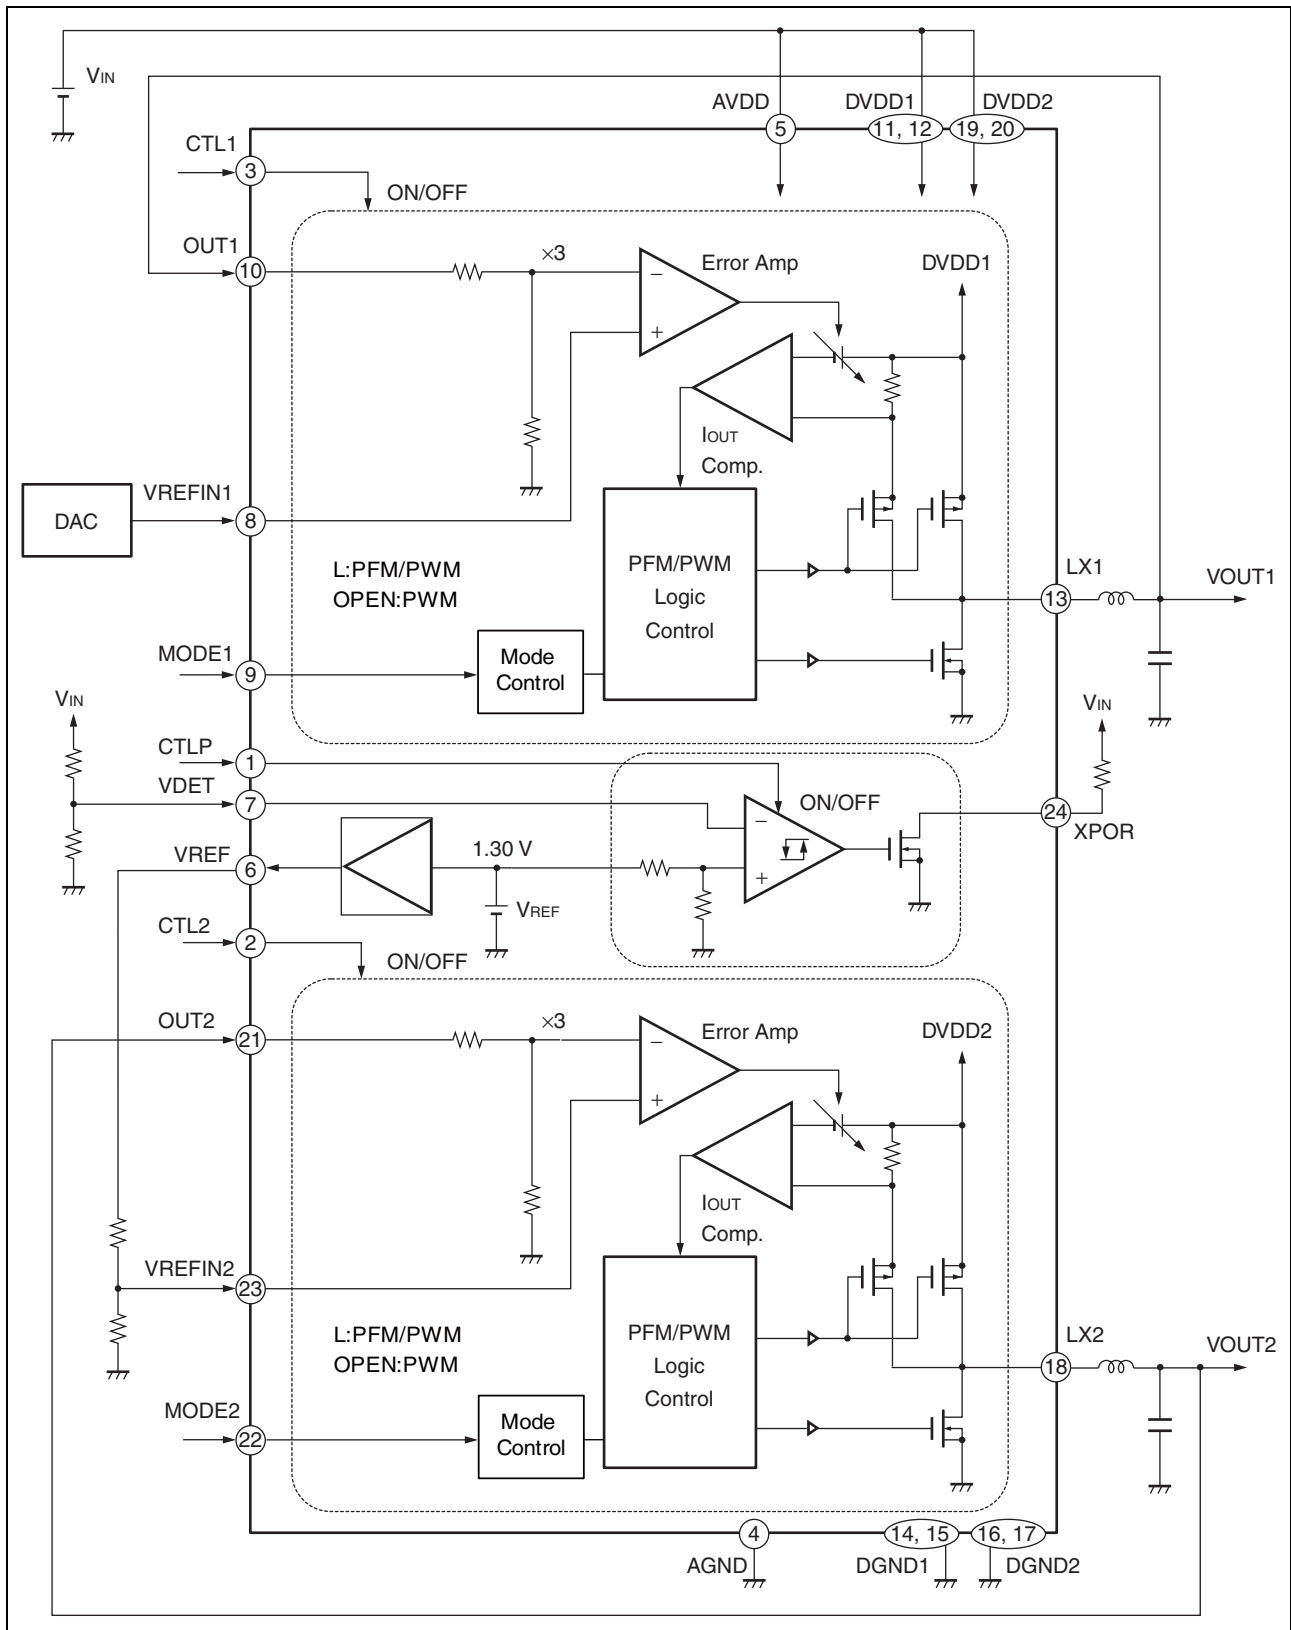 VIN
AVDD
DVDD1
DVDD2
5
11, 12
19, 20
CTL1
3
ON/OFF
OUT1
10
×3
Error Amp
DVDD1
−
+
IOUT
Comp.
VREFIN1
DAC
8
L:PFM/PWM
OPEN:PWM
PFM/PWM
Logic
Control
LX1
13
VOUT1
MODE1
9
Mode
Control
VIN
VIN
CTLP
1
VDET
7
ON/OFF
−
+
24
XPOR
VREF
6
1.30 V
VREF
CTL2
2
ON/OFF
OUT2
21
×3
Error Amp
DVDD2
−
+
IOUT
Comp.
VREFIN2
23
L:PFM/PWM
OPEN:PWM
PFM/PWM
Logic
Control
LX2
18
VOUT2
MODE2
22
Mode
Control
4
14, 15
16, 17
AGND
DGND1
DGND2